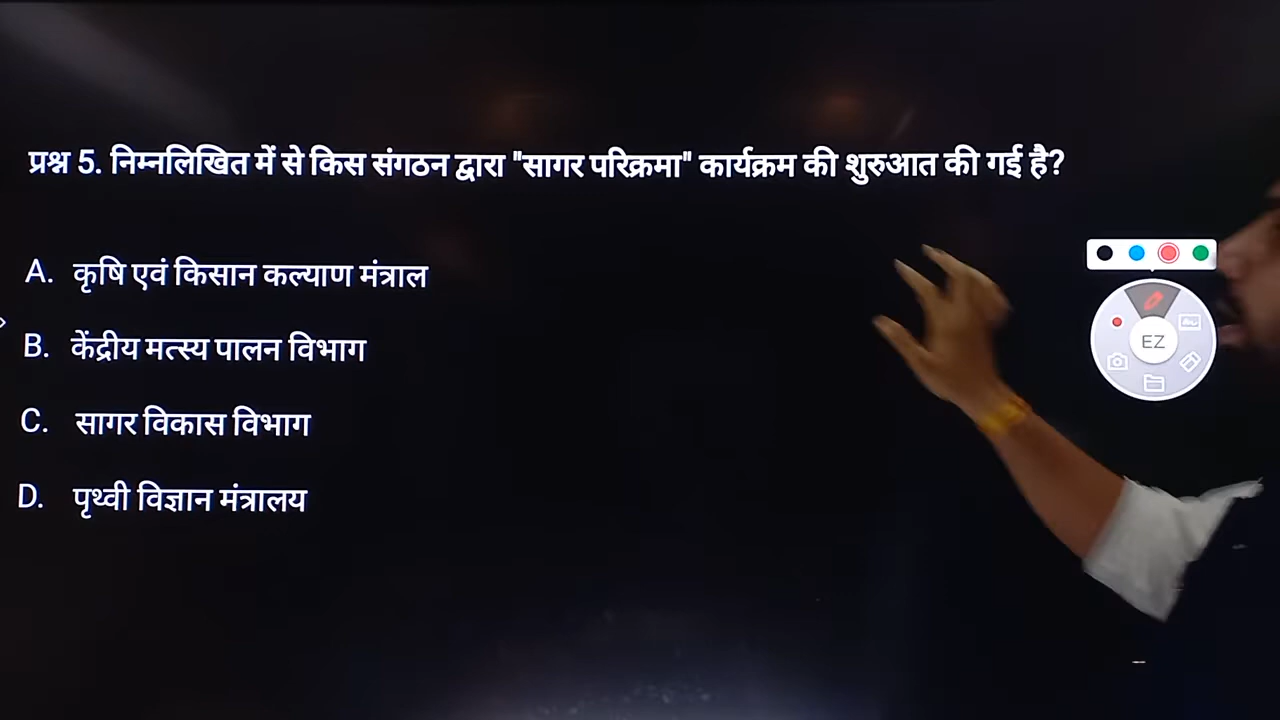 प्रश्न 5. निम्नलिखित में से किस संगठन द्वारा "सागर परिक्रमा" कार्यक्रम की शुरुआत की गई है?
A. कृषि एवं किसान कल्याण मंत्राल
B. केंद्रीय मत्स्य पालन विभाग
C. सागर विकास विभाग
D. पृथ्वी विज्ञान मंत्रालय
EZ